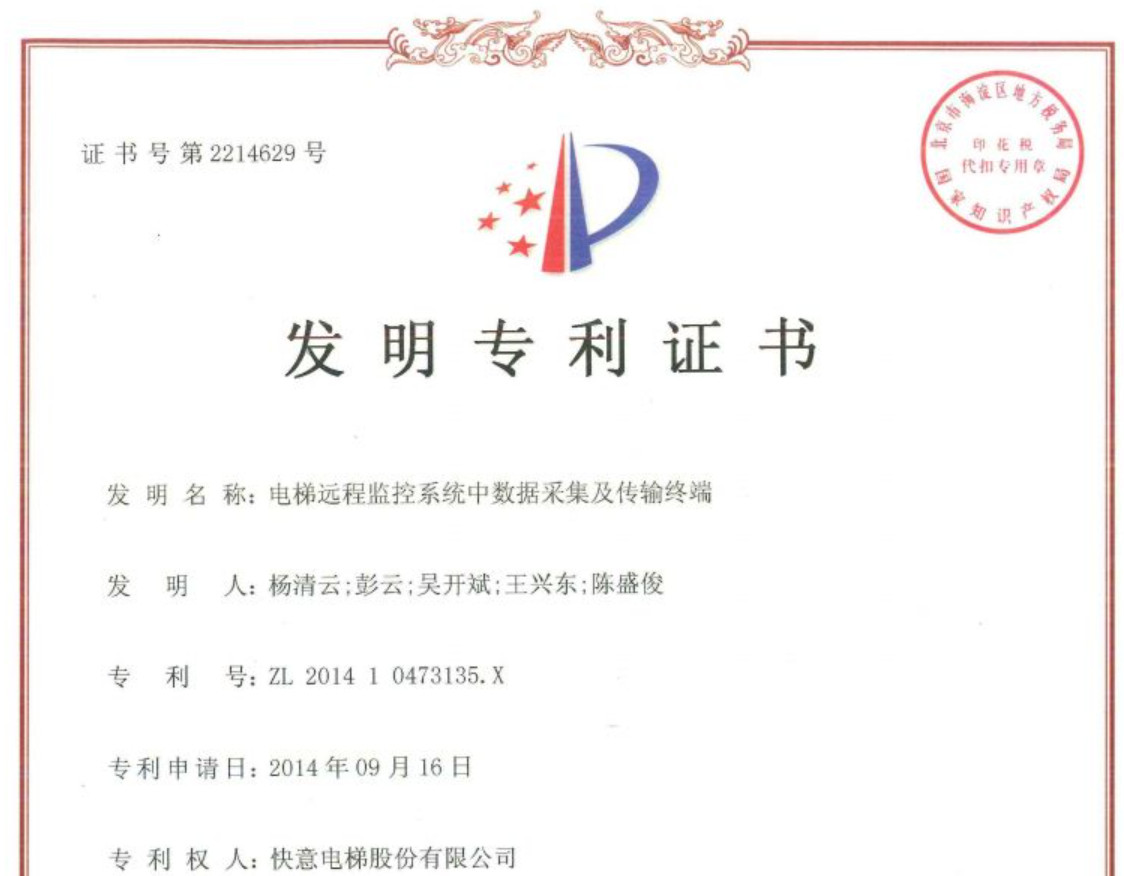 证书号第2214629号
北京市海淀区地方税务局
印花税
代扣专用章
国家知识产权局
发明专利证书
发明名称：电梯远程监控系统中数据采集及传输终端
发明人：杨清云;彭云;吴开斌;王兴东;陈盛俊
专利号：ZL 2014 1 0473135.X
专利申请日：2014年09月16日
专利权人：快意电梯股份有限公司